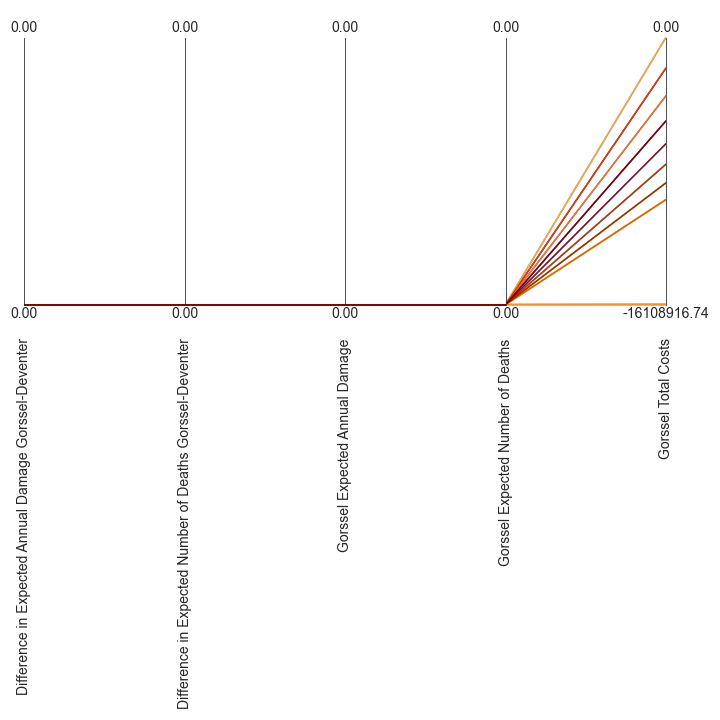 0.00
0.00
0.00
0.00
0.00
0.00
0.00
0.00
0.00
-16108916.74
Difference in Expected Annual Damage Gorssel-Deventer
Difference in Expected Number of Deaths Gorssel-Deventer
Gorssel Expected Annual Damage
Gorssel Expected Number of Deaths
Gorssel Total Costs